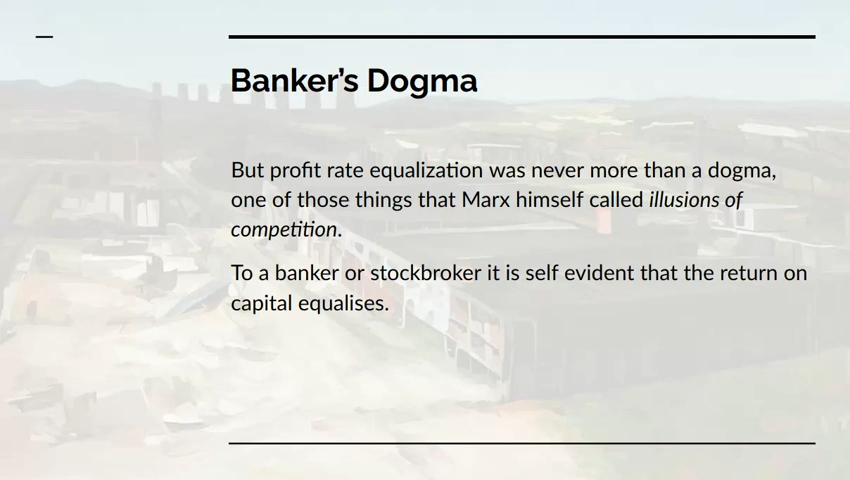 Banker’s Dogma
But profit rate equalization was never more than a dogma,
one of those things that Marx himself called illusions of
competition.
To a banker or stockbroker it is self evident that the return on
capital equalises.